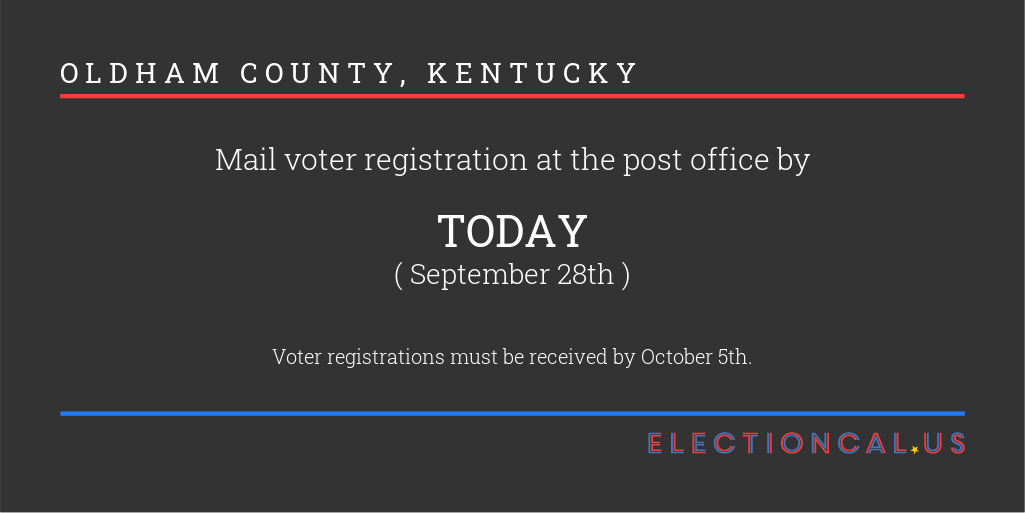 OLDHAM COUNTY, KENTUCKY
Mail voter registration at the post office by
TODAY
( September 28th )
Voter registrations must be received by October 5th.
ELECTIONCAL.US